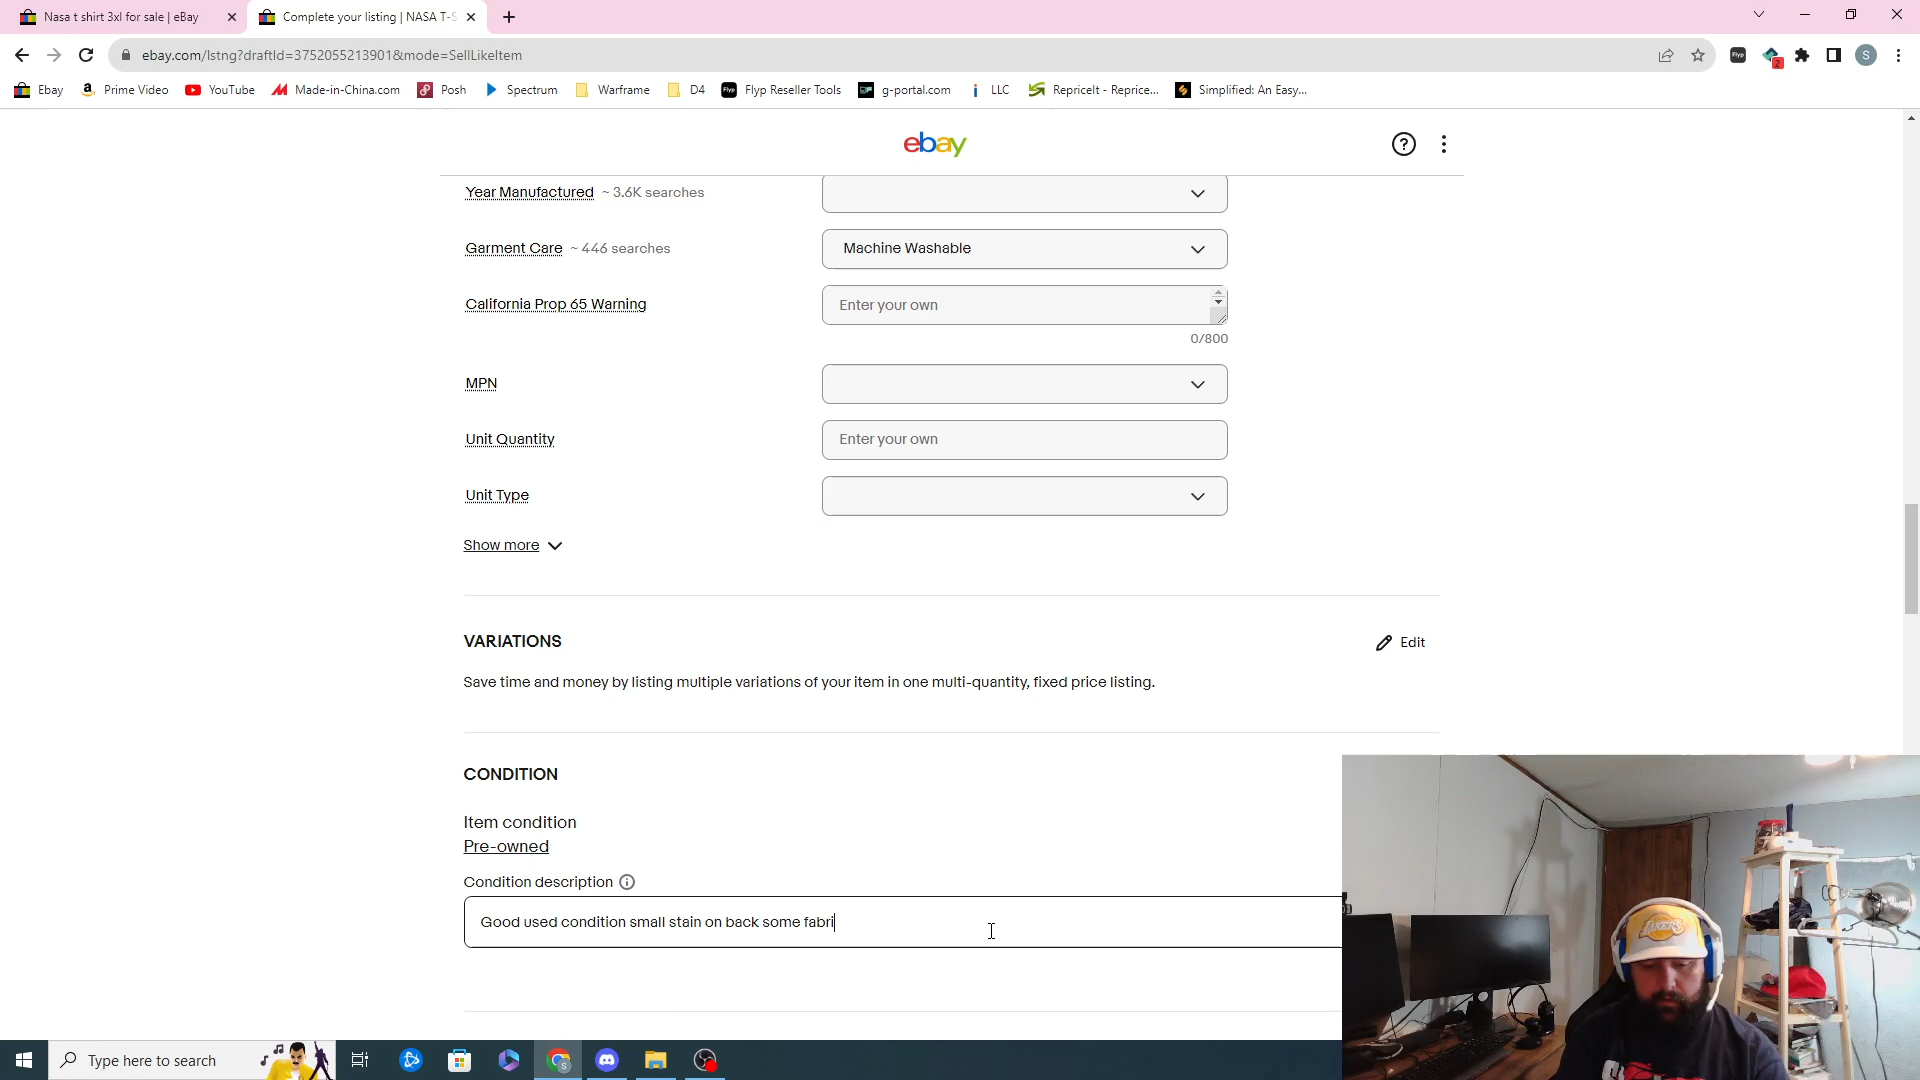 Nasa t shirt 3xl for sale | eBay
Complete your listing | NASA T-S
ebay.com/lstng?draftId=3752055213901&mode=SellLikeItem
Flyp
2
S
Ebay
Prime Video
YouTube
Made-in-China.com
Posh
Spectrum
Warframe
D4
Flyp Reseller Tools
g-portal.com
LLC
RepriceIt - Reprice...
Simplified: An Easy...
ebay
Year Manufactured ~ 3.6K searches
Garment Care ~ 446 searches
Machine Washable
California Prop 65 Warning
Enter your own
0/800
MPN
Unit Quantity
Enter your own
Unit Type
Show more
VARIATIONS
Edit
Save time and money by listing multiple variations of your item in one multi-quantity, fixed price listing.
CONDITION
Item condition
Pre-owned
Condition description
Good used condition small stain on back some fabri
Type here to search